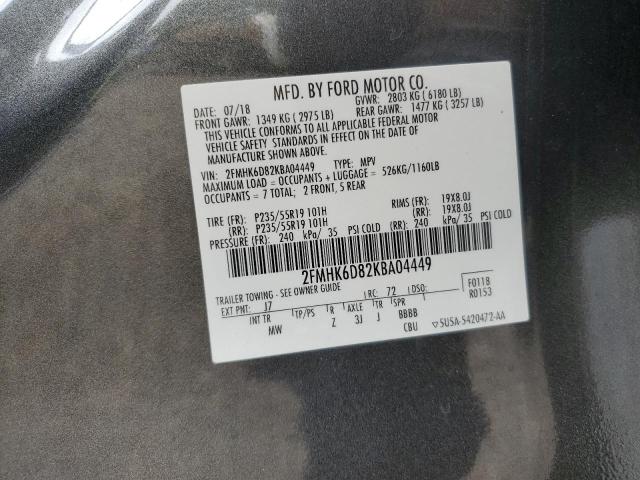 MFD. BY FORD MOTOR CO.
DATE: 07/18 GVWR: 2803 KG ( 6180 LB)
FRONT GAWR: 1349 KG ( 2975 LB) REAR GAWR: 1477 KG ( 3257 LB)
THIS VEHICLE CONFORMS TO ALL APPLICABLE FEDERAL MOTOR
VEHICLE SAFETY STANDARDS IN EFFECT ON THE DATE OF
MANUFACTURE SHOWN ABOVE.
VIN: 2FMHK6D82KBA04449 TYPE: MPV
MAXIMUM LOAD = OCCUPANTS + LUGGAGE = 526KG/1160LB
OCCUPANTS = 7 TOTAL; 2 FRONT, 5 REAR
TIRE (FR): P235/55R19 101H RIMS (FR): 19X8.0J
(RR): P235/55R19 101H (RR): 19X8.0J
PRESSURE (FR): 240 kPa/ 35 PSI COLD (RR): 240 kPa/ 35 PSI COLD
2FMHK6D82KBA04449
TRAILER TOWING - SEE OWNER GUIDE
EXT PNT: J7 RC: 72 DSO: F0118
R0153
INT TR TP/PS R AXLE TR SPR
MW Z 3J J BBBB
CBU ▽5USA-5420472-AA